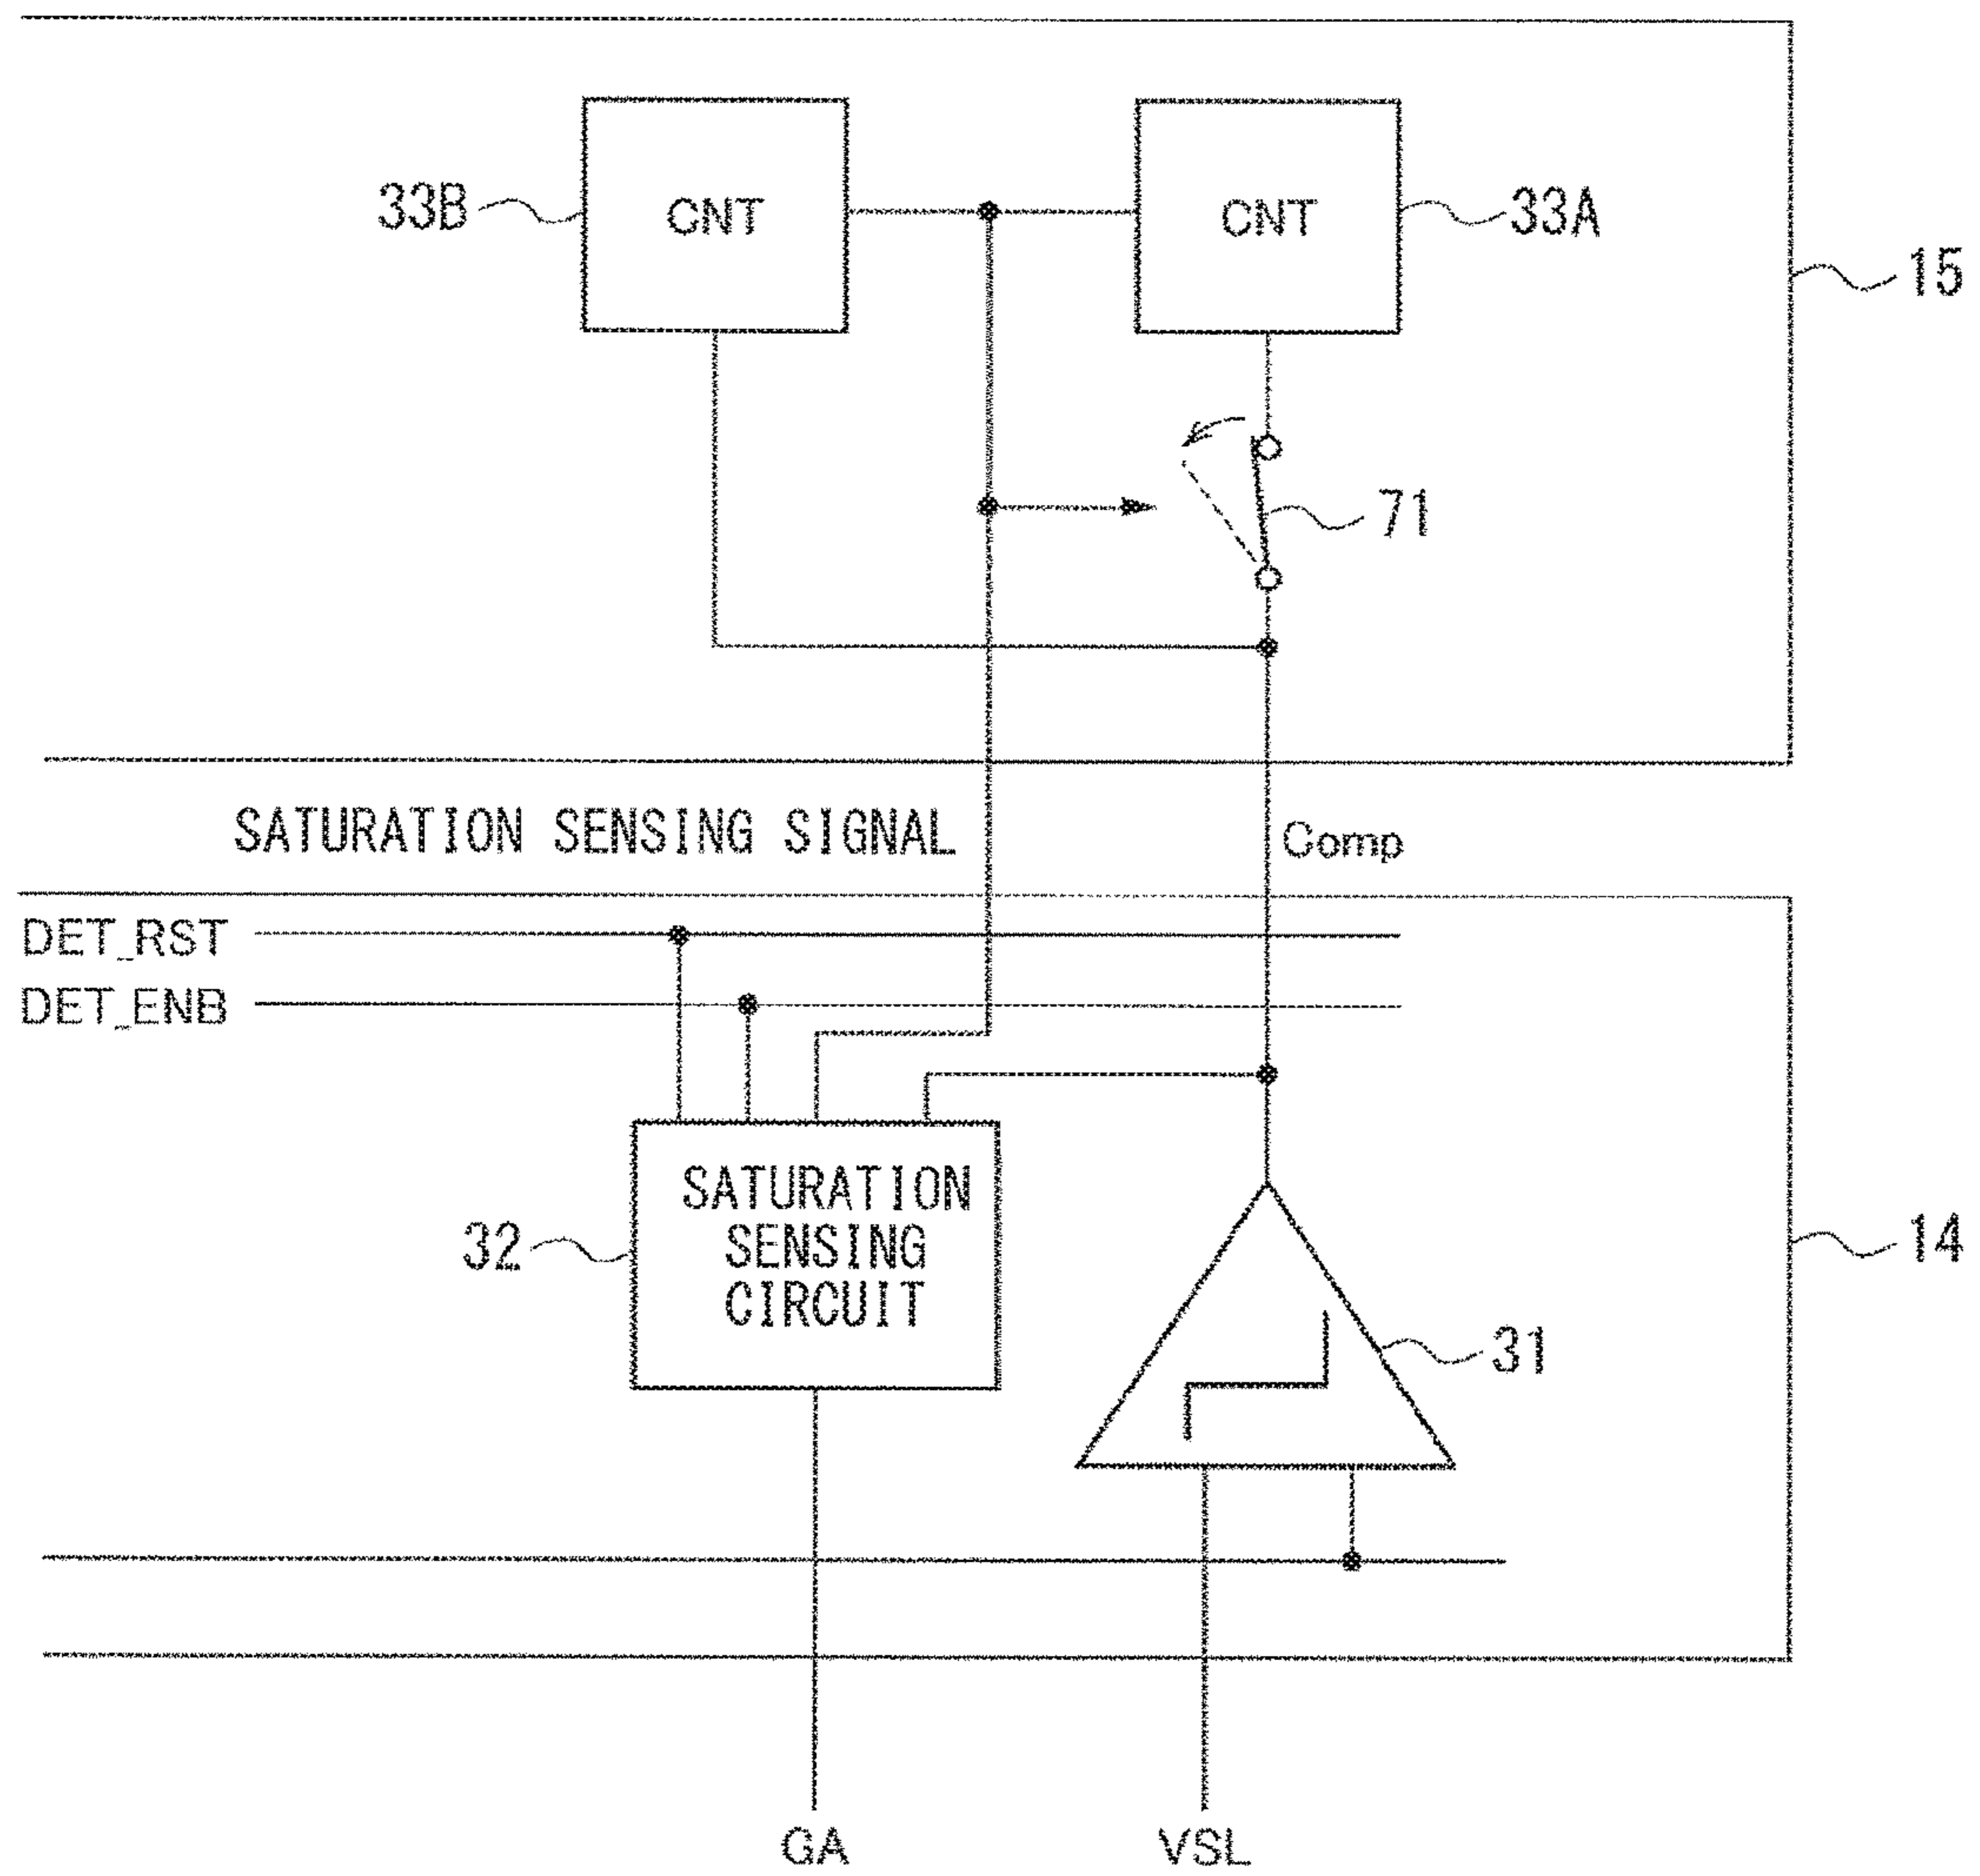 33B
CNT
CNT
33A
15
71
SATURATION SENSING SIGNAL
Comp
DET_RST
DET_ENB
SATURATION
SENSING
CIRCUIT
32
14
31
GA
VSL